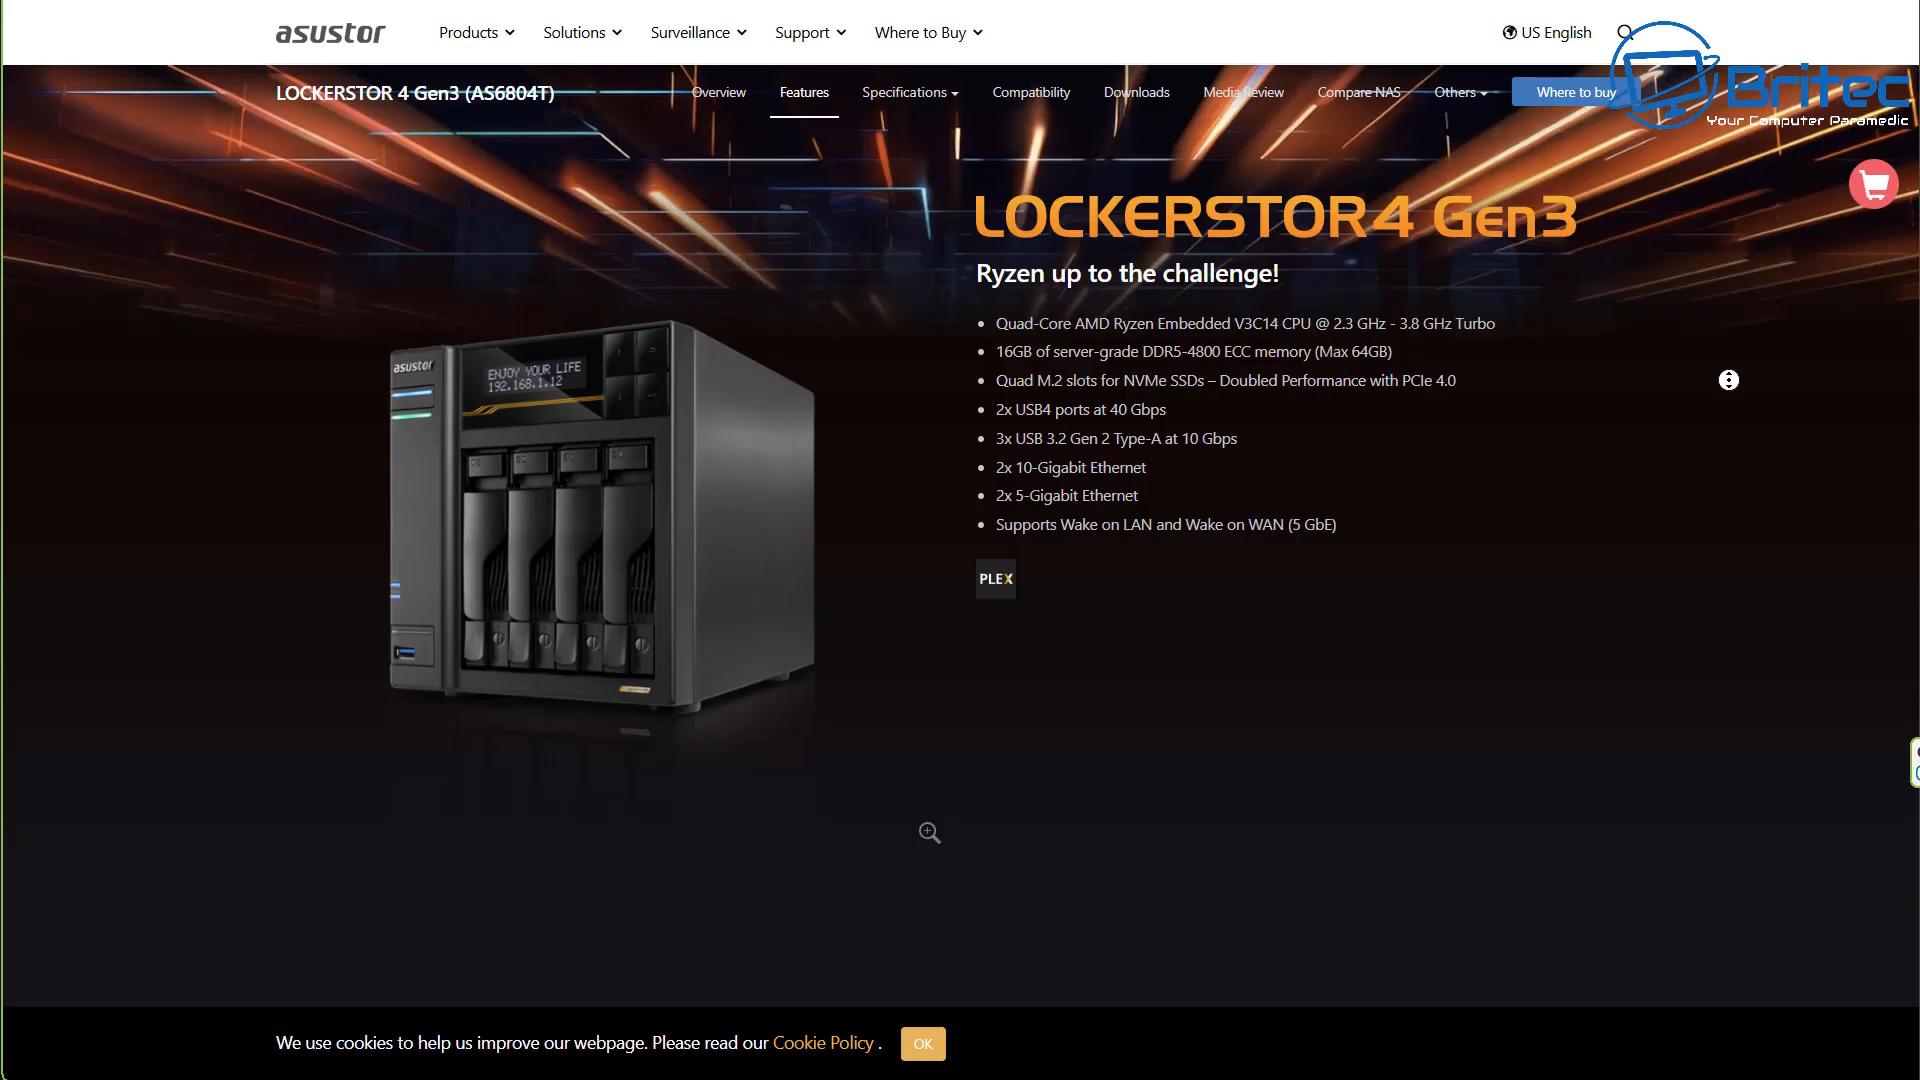 asustor
Products
Solutions
Surveillance
Support
Where to Buy
US English
LOCKERSTOR 4 Gen3 (AS6804T)
Overview
Features
Specifications
Compatibility
Downloads
Media Review
Compare NAS
Others
Where to buy
Britec
Your Computer Paramedic
LOCKERSTOR4 Gen3
Ryzen up to the challenge!
Quad-Core AMD Ryzen Embedded V3C14 CPU @ 2.3 GHz - 3.8 GHz Turbo
16GB of server-grade DDR5-4800 ECC memory (Max 64GB)
Quad M.2 slots for NVMe SSDs – Doubled Performance with PCIe 4.0
2x USB4 ports at 40 Gbps
3x USB 3.2 Gen 2 Type-A at 10 Gbps
2x 10-Gigabit Ethernet
2x 5-Gigabit Ethernet
Supports Wake on LAN and Wake on WAN (5 GbE)
PLEX
asustor
ENJOY YOUR LIFE
192.168.1.12
We use cookies to help us improve our webpage. Please read our Cookie Policy .
OK